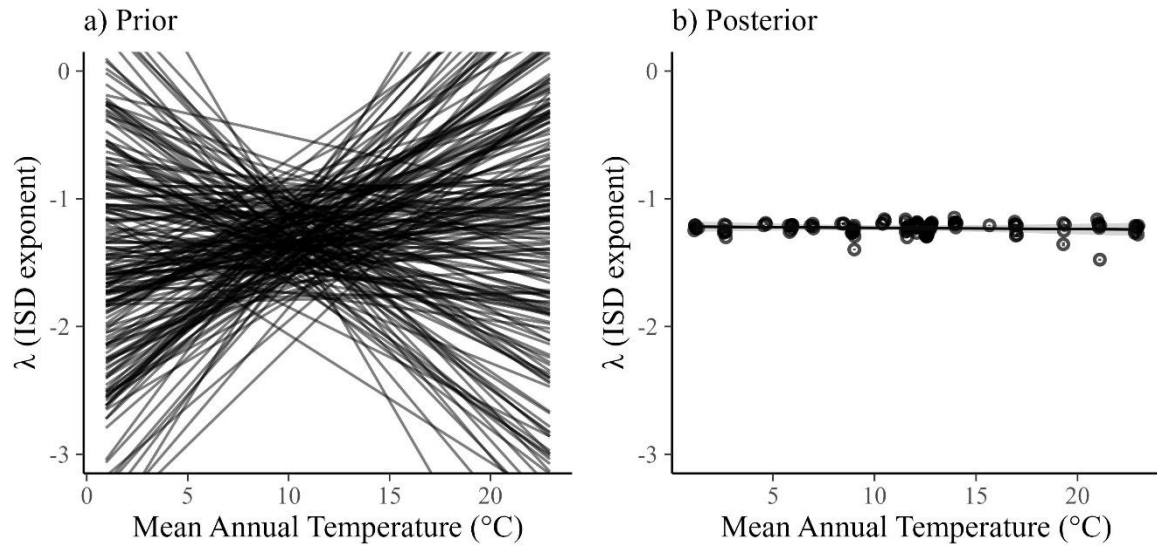 a) Prior
0
-1
-2
-3
λ (ISD exponent)
0
5
10
15
20
Mean Annual Temperature (°C)
b) Posterior
0
-1
-2
-3
λ (ISD exponent)
5
10
15
20
Mean Annual Temperature (°C)